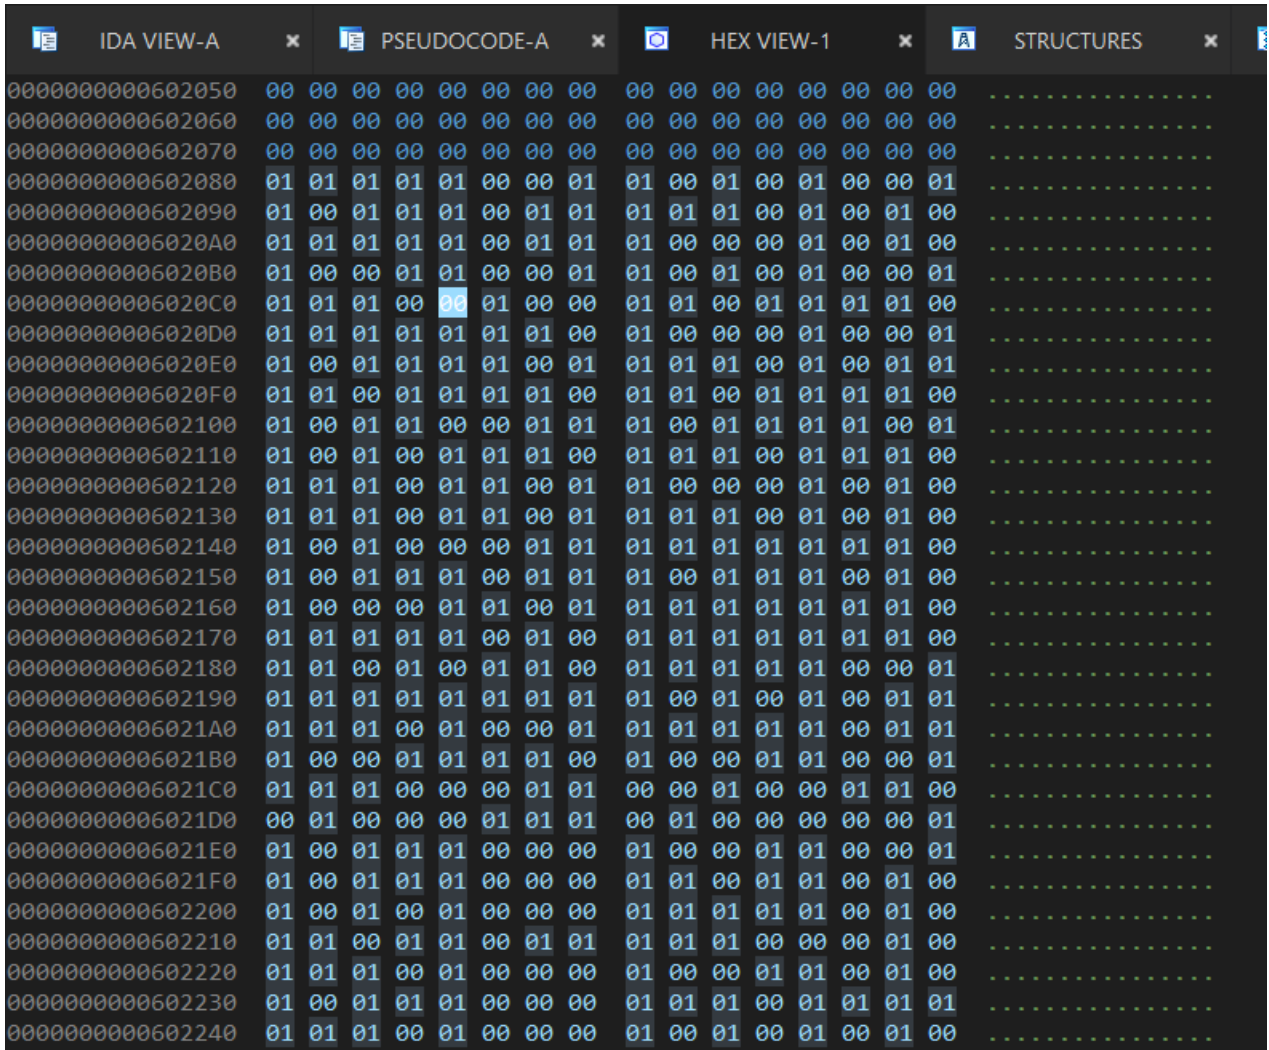 IDA VIEW-A × PSEUDOCODE-A × HEX VIEW-1 × STRUCTURES ×
0000000000602050 00 00 00 00 00 00 00 00 00 00 00 00 00 00 00 00 ................
0000000000602060 00 00 00 00 00 00 00 00 00 00 00 00 00 00 00 00 ................
0000000000602070 00 00 00 00 00 00 00 00 00 00 00 00 00 00 00 00 ................
0000000000602080 01 01 01 01 01 00 00 01 01 00 01 00 01 00 00 01 ................
0000000000602090 01 00 01 01 01 00 01 01 01 01 01 00 01 00 01 00 ................
00000000006020A0 01 01 01 01 01 00 01 01 01 00 00 00 01 00 01 00 ................
00000000006020B0 01 00 00 01 01 00 00 01 01 00 01 00 01 00 00 01 ................
00000000006020C0 01 01 01 00 00 01 00 00 01 01 00 01 01 01 01 00 ................
00000000006020D0 01 01 01 01 01 01 01 00 01 00 00 00 01 00 00 01 ................
00000000006020E0 01 00 01 01 01 01 00 01 01 01 01 00 01 00 01 01 ................
00000000006020F0 01 01 00 01 01 01 01 00 01 01 00 01 01 01 01 00 ................
0000000000602100 01 00 01 01 00 00 01 01 01 00 01 01 01 01 00 01 ................
0000000000602110 01 00 01 00 01 01 01 00 01 01 01 00 01 01 01 00 ................
0000000000602120 01 01 01 00 01 01 00 01 01 00 00 00 01 00 01 00 ................
0000000000602130 01 01 01 00 01 01 00 01 01 01 01 00 01 00 01 00 ................
0000000000602140 01 00 01 00 00 00 01 01 01 01 01 01 01 01 01 00 ................
0000000000602150 01 00 01 01 01 00 01 01 01 00 01 01 01 00 01 00 ................
0000000000602160 01 00 00 00 01 01 00 01 01 01 01 01 01 01 01 00 ................
0000000000602170 01 01 01 01 01 00 01 00 01 01 01 01 01 01 01 00 ................
0000000000602180 01 01 00 01 00 01 01 00 01 01 01 01 01 00 00 01 ................
0000000000602190 01 01 01 01 01 01 01 01 01 00 01 00 01 00 01 01 ................
00000000006021A0 01 01 01 00 01 00 00 01 01 01 01 01 01 00 01 01 ................
00000000006021B0 01 00 00 01 01 01 01 00 01 00 00 01 01 00 00 01 ................
00000000006021C0 01 01 01 00 00 00 01 01 00 00 01 00 00 01 01 00 ................
00000000006021D0 00 01 00 00 00 01 01 01 00 01 00 00 00 00 00 01 ................
00000000006021E0 01 00 01 01 01 00 00 00 01 00 00 01 01 00 00 01 ................
00000000006021F0 01 00 01 01 01 00 00 00 01 01 00 01 01 00 01 00 ................
0000000000602200 01 00 01 00 01 00 00 00 01 01 01 01 01 00 01 00 ................
0000000000602210 01 01 00 01 01 00 01 01 01 01 01 00 00 00 01 00 ................
0000000000602220 01 01 01 00 01 00 00 00 01 00 00 01 01 00 01 00 ................
0000000000602230 01 00 01 01 01 00 00 00 01 01 01 00 01 01 01 01 ................
0000000000602240 01 01 01 00 01 00 00 00 01 00 01 00 01 00 01 00 ................